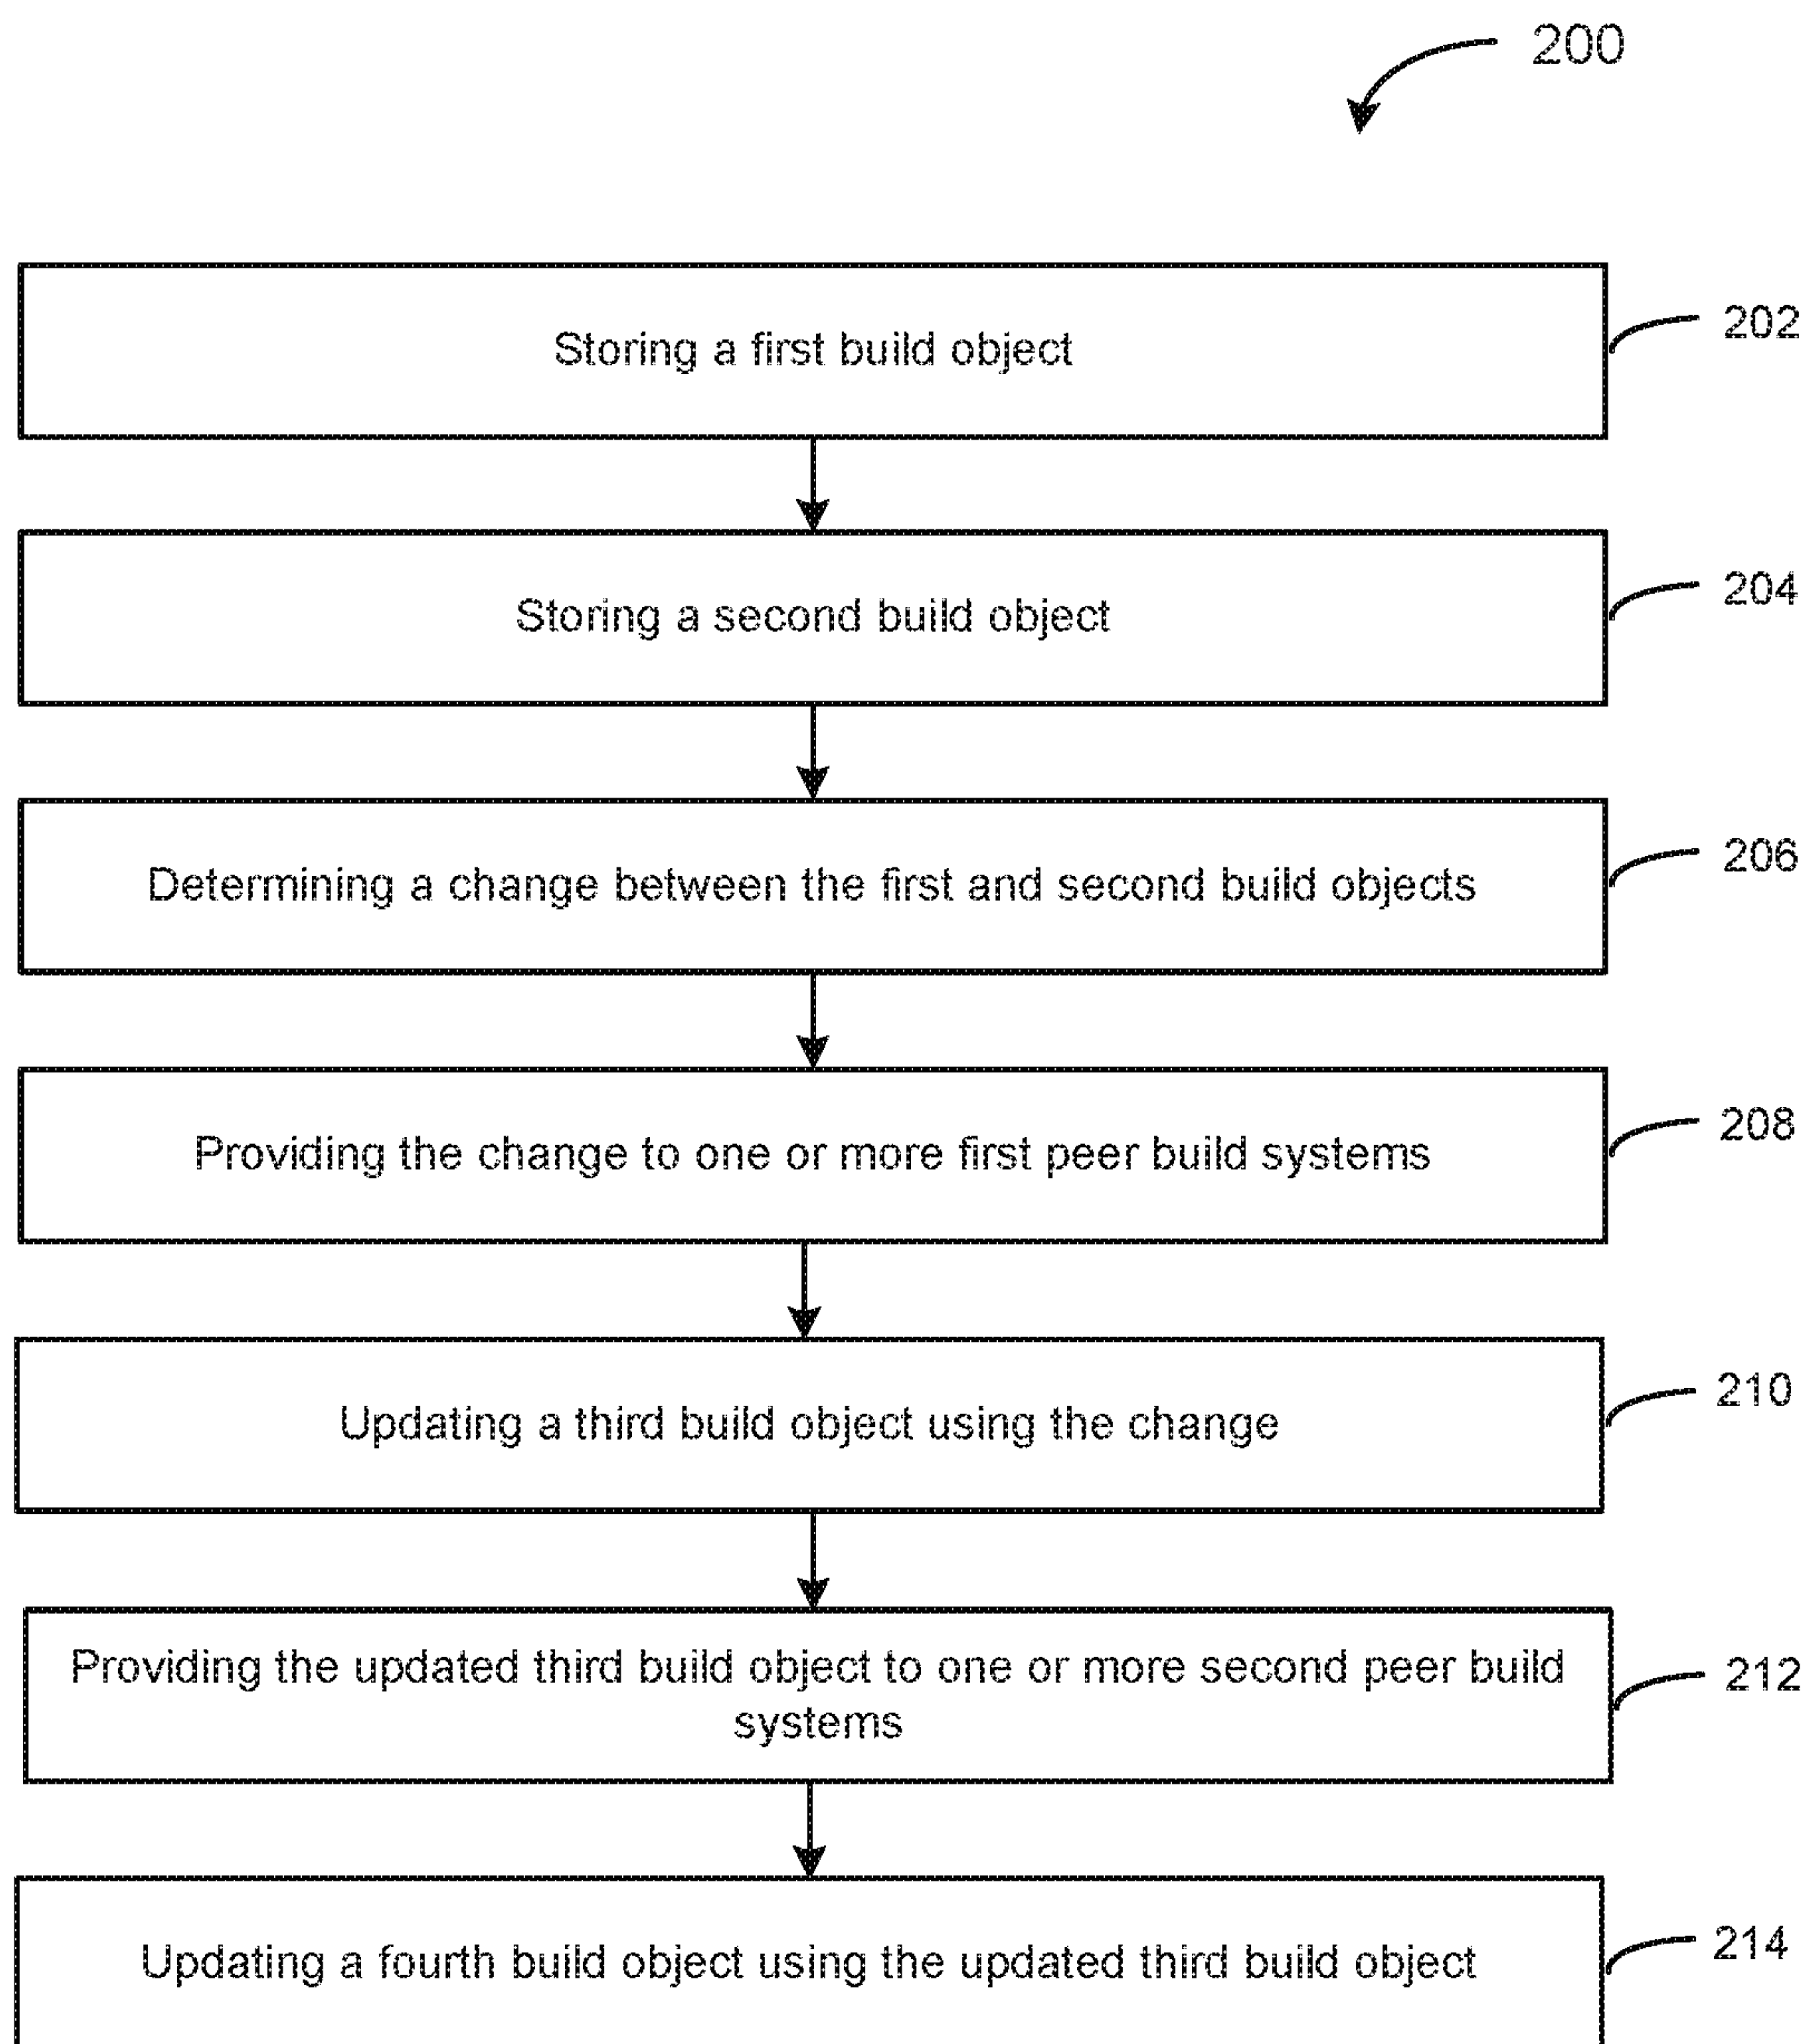 200
Storing a first build object
202
Storing a second build object
204
Determining a change between the first and second build objects
206
Providing the change to one or more first peer build systems
208
Updating a third build object using the change
210
Providing the updated third build object to one or more second peer build
systems
212
Updating a fourth build object using the updated third build object
214